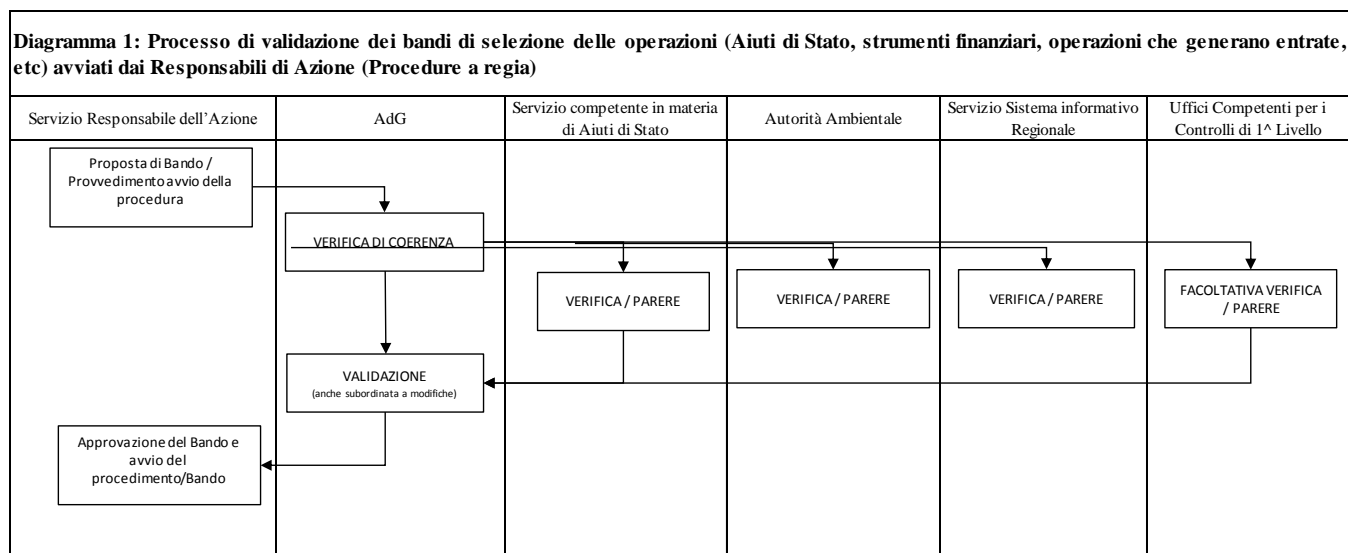 Diagramma 1: Processo di validazione dei bandi di selezione delle operazioni (Aiuti di Stato, strumenti finanziari, operazioni che generano entrate,
etc) avviati dai Responsabili di Azione (Procedure a regia)
Servizio Responsabile dell'Azione
AdG
Servizio competente in materia
di Aiuti di Stato
Autorità Ambientale
Servizio Sistema informativo
Regionale
Uffici Competenti per i
Controlli di 1^ Livello
Proposta di Bando /
Provvedimento avvio della
procedura
VERIFICA DI COERENZA
VERIFICA / PARERE
VERIFICA / PARERE
VERIFICA / PARERE
FACOLTATIVA VERIFICA
/ PARERE
VALIDAZIONE
(anche subordinata a modifiche)
Approvazione del Bando e
avvio del
procedimento/Bando